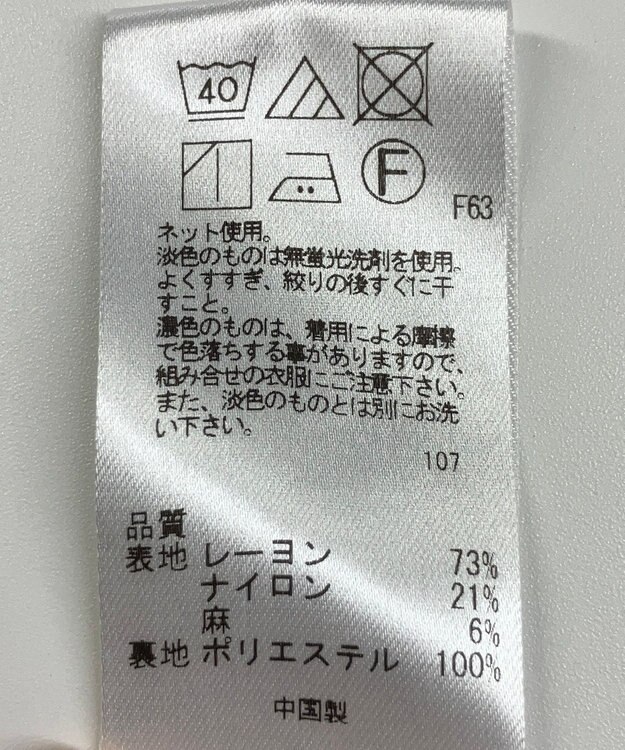 40
F
F63
ネット使用。
淡色のものは無蛍光洗剤を使用。
よくすすぎ、絞りの後すぐに干
すこと。
濃色のものは、着用による摩擦
で色落ちする事がありますので、
組み合せの衣服にご注意下さい。
また、淡色のものとは別にお洗
い下さい。
107
品質
表地 レーヨン 73%
ナイロン 21%
麻 6%
裏地 ポリエステル 100%
中国製